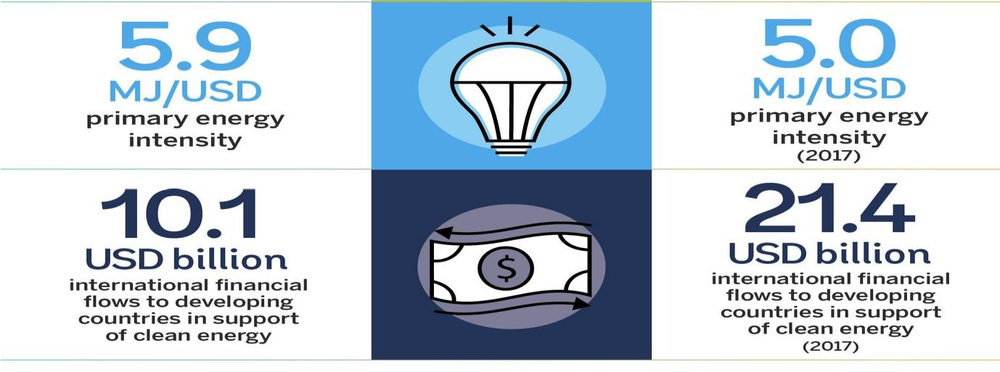 5.9
MJ/USD
primary energy
intensity
5.0
MJ/USD
primary energy
intensity
(2017)
10.1
USD billion
international financial
flows to developing
countries in support
of clean energy
$
21.4
USD billion
international financial
flows to developing
countries in support
of clean energy
(2017)